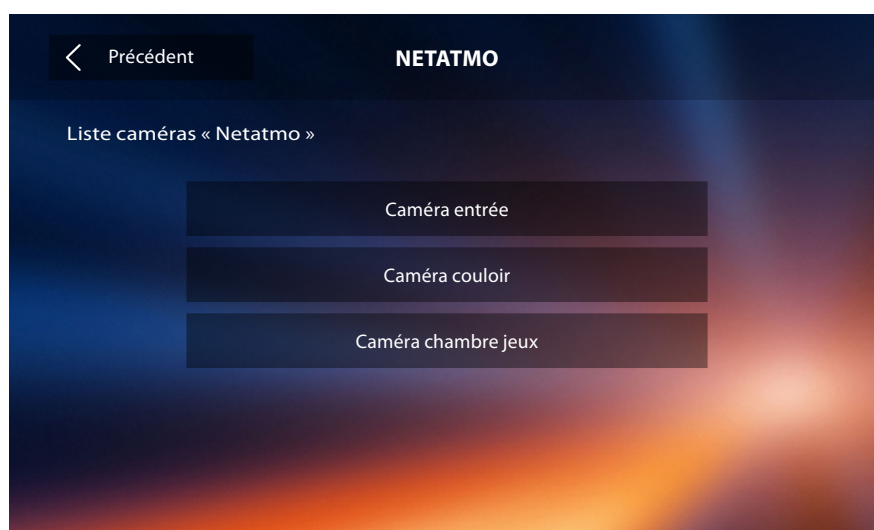 Précédent
NETATMO
Liste caméras « Netatmo »
Caméra entrée
Caméra couloir
Caméra chambre jeux